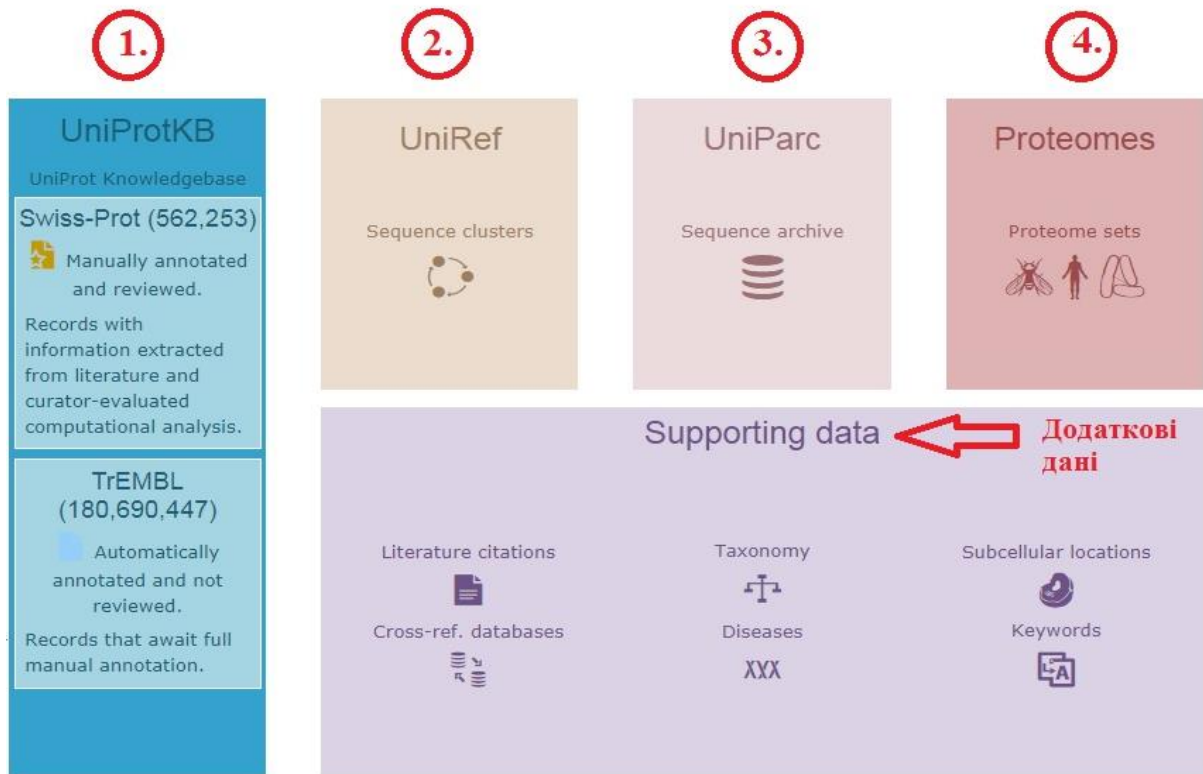 1.
2.
3.
4.
UniProtKB
UniProt Knowledgebase
Swiss-Prot (562,253)
Manually annotated
and reviewed.
Records with
information extracted
from literature and
curator-evaluated
computational analysis.
TrEMBL
(180,690,447)
Automatically
annotated and not
reviewed.
Records that await full
manual annotation.
UniRef
Sequence clusters
UniParc
Sequence archive
Proteomes
Proteome sets
Supporting data
Додаткові
дані
Literature citations
Taxonomy
Subcellular locations
Cross-ref. databases
Diseases
Keywords